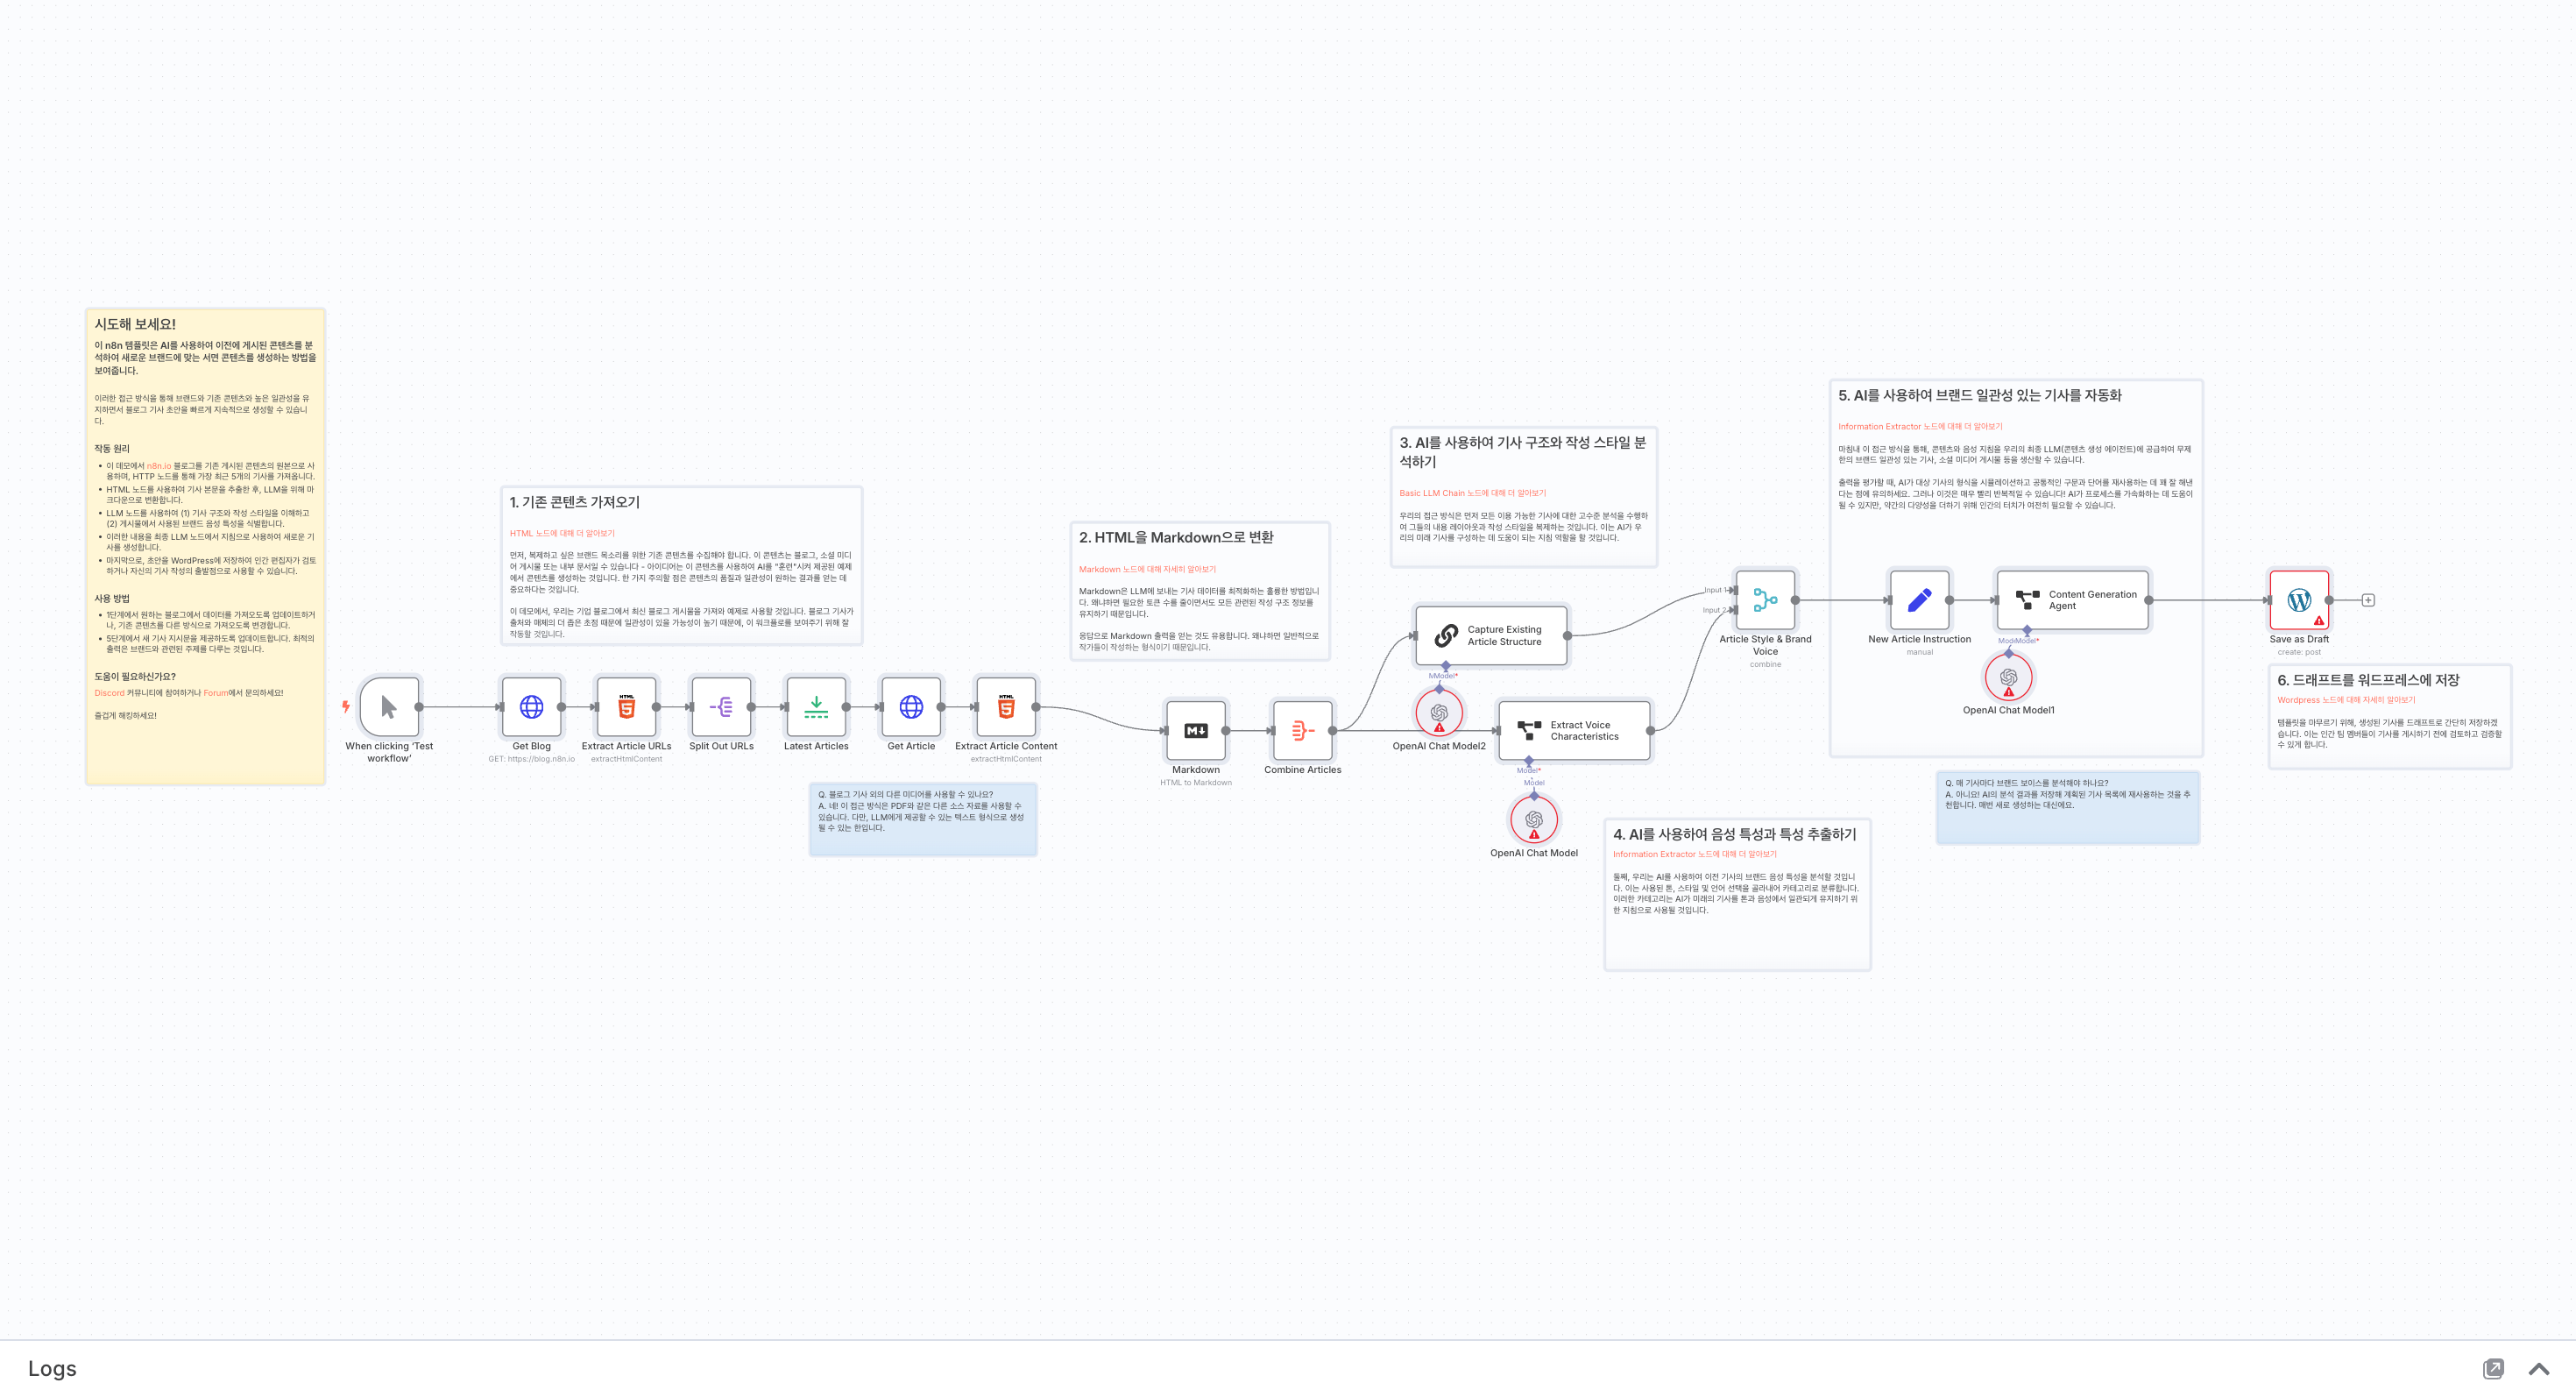 시도해 보세요!
이 n8n 템플릿은 AI를 사용하여 이전에 게시된 콘텐츠를 분
석하여 새로운 브랜드에 맞는 서면 콘텐츠를 생성하는 방법을
보여줍니다.
이러한 접근 방식을 통해 브랜드와 기존 콘텐츠와 높은 일관성을 유
지하면서 블로그 기사 초안을 빠르게 지속적으로 생성할 수 있습니
다.
작동 원리
• 이 데모에서 n8n.io 블로그를 기존 게시된 콘텐츠의 원본으로 사
용하며, HTTP 노드를 통해 가장 최근 5개의 기사를 가져옵니다.
• HTML 노드를 사용하여 기사 본문을 추출한 후, LLM을 위해 마
크다운으로 변환합니다.
• LLM 노드를 사용하여 (1) 기사 구조와 작성 스타일을 이해하고
(2) 게시물에서 사용된 브랜드 음성 특성을 식별합니다.
• 이러한 내용을 최종 LLM 노드에서 지침으로 사용하여 새로운 기
사를 생성합니다.
• 마지막으로, 초안을 WordPress에 저장하여 인간 편집자가 검토
하거나 자신의 기사 작성의 출발점으로 사용할 수 있습니다.
사용 방법
• 1단계에서 원하는 블로그에서 데이터를 가져오도록 업데이트하거
나, 기존 콘텐츠를 다른 방식으로 가져오도록 변경합니다.
• 5단계에서 새 기사 지시문을 제공하도록 업데이트합니다. 최적의
출력은 브랜드와 관련된 주제를 다루는 것입니다.
도움이 필요하신가요?
Discord 커뮤니티에 참여하거나 Forum에서 문의하세요!
즐겁게 해킹하세요!
When clicking ‘Test
workflow’
1. 기존 콘텐츠 가져오기
HTML 노드에 대해 더 알아보기
먼저, 복제하고 싶은 브랜드 목소리를 위한 기존 콘텐츠를 수집해야 합니다. 이 콘텐츠는 블로그, 소셜 미디
어 게시물 또는 내부 문서일 수 있습니다 - 아이디어는 이 콘텐츠를 사용하여 AI를 "훈련"시켜 제공된 예제
에서 콘텐츠를 생성하는 것입니다. 한 가지 주의할 점은 콘텐츠의 품질과 일관성이 원하는 결과를 얻는 데
중요하다는 것입니다.
이 데모에서, 우리는 기업 블로그에서 최신 블로그 게시물을 가져와 예제로 사용할 것입니다. 블로그 기사가
출처와 매체의 더 좁은 초점 때문에 일관성이 있을 가능성이 높기 때문에, 이 워크플로를 보여주기 위해 잘
작동할 것입니다.
Get Blog
GET: https://blog.n8n.io
Extract Article URLs
extractHtmlContent
Split Out URLs
Latest Articles
Get Article
Extract Article Content
extractHtmlContent
Q. 블로그 기사 외의 다른 미디어를 사용할 수 있나요?
A. 네! 이 접근 방식은 PDF와 같은 다른 소스 자료를 사용할 수
있습니다. 다만, LLM에게 제공할 수 있는 텍스트 형식으로 생성
될 수 있는 한입니다.
2. HTML을 Markdown으로 변환
Markdown 노드에 대해 자세히 알아보기
Markdown은 LLM에 보내는 기사 데이터를 최적화하는 훌륭한 방법입니
다. 왜냐하면 필요한 토큰 수를 줄이면서도 모든 관련된 작성 구조 정보를
유지하기 때문입니다.
응답으로 Markdown 출력을 얻는 것도 유용합니다. 왜냐하면 일반적으로
작가들이 작성하는 형식이기 때문입니다.
Markdown
HTML to Markdown
Combine Articles
3. AI를 사용하여 기사 구조와 작성 스타일 분
석하기
Basic LLM Chain 노드에 대해 더 알아보기
우리의 접근 방식은 먼저 모든 이용 가능한 기사에 대한 고수준 분석을 수행하
여 그들의 내용 레이아웃과 작성 스타일을 복제하는 것입니다. 이는 AI가 우
리의 미래 기사를 구성하는 데 도움이 되는 지침 역할을 할 것입니다.
Capture Existing
Article Structure
MModel*
OpenAI Chat Model2
Extract Voice
Characteristics
Model*
Model
OpenAI Chat Model
4. AI를 사용하여 음성 특성과 특성 추출하기
Information Extractor 노드에 대해 더 알아보기
둘째, 우리는 AI를 사용하여 이전 기사의 브랜드 음성 특성을 분석할 것입니
다. 이는 사용된 톤, 스타일 및 언어 선택을 골라내어 카테고리로 분류합니다.
이러한 카테고리는 AI가 미래의 기사를 톤과 음성에서 일관되게 유지하기 위
한 지침으로 사용될 것입니다.
Input 1
Input 2
Article Style & Brand
Voice
combine
5. AI를 사용하여 브랜드 일관성 있는 기사를 자동화
Information Extractor 노드에 대해 더 알아보기
마침내 이 접근 방식을 통해, 콘텐츠와 음성 지침을 우리의 최종 LLM(콘텐츠 생성 에이전트)에 공급하여 무제
한의 브랜드 일관성 있는 기사, 소셜 미디어 게시물 등을 생산할 수 있습니다.
출력을 평가할 때, AI가 대상 기사의 형식을 시뮬레이션하고 공통적인 구문과 단어를 재사용하는 데 꽤 잘 해낸
다는 점에 유의하세요. 그러나 이것은 매우 빨리 반복적일 수 있습니다! AI가 프로세스를 가속화하는 데 도움이
될 수 있지만, 약간의 다양성을 더하기 위해 인간의 터치가 여전히 필요할 수 있습니다.
New Article Instruction
manual
Content Generation
Agent
ModeModel*
OpenAI Chat Model1
Q. 매 기사마다 브랜드 보이스를 분석해야 하나요?
A. 아니요! AI의 분석 결과를 저장해 계획된 기사 목록에 재사용하는 것을 추
천합니다. 매번 새로 생성하는 대신에요.
Save as Draft
create: post
6. 드래프트를 워드프레스에 저장
Wordpress 노드에 대해 자세히 알아보기
템플릿을 마무르기 위해, 생성된 기사를 드래프트로 간단히 저장하겠
습니다. 이는 인간 팀 멤버들이 기사를 게시하기 전에 검토하고 검증할
수 있게 합니다.
Logs